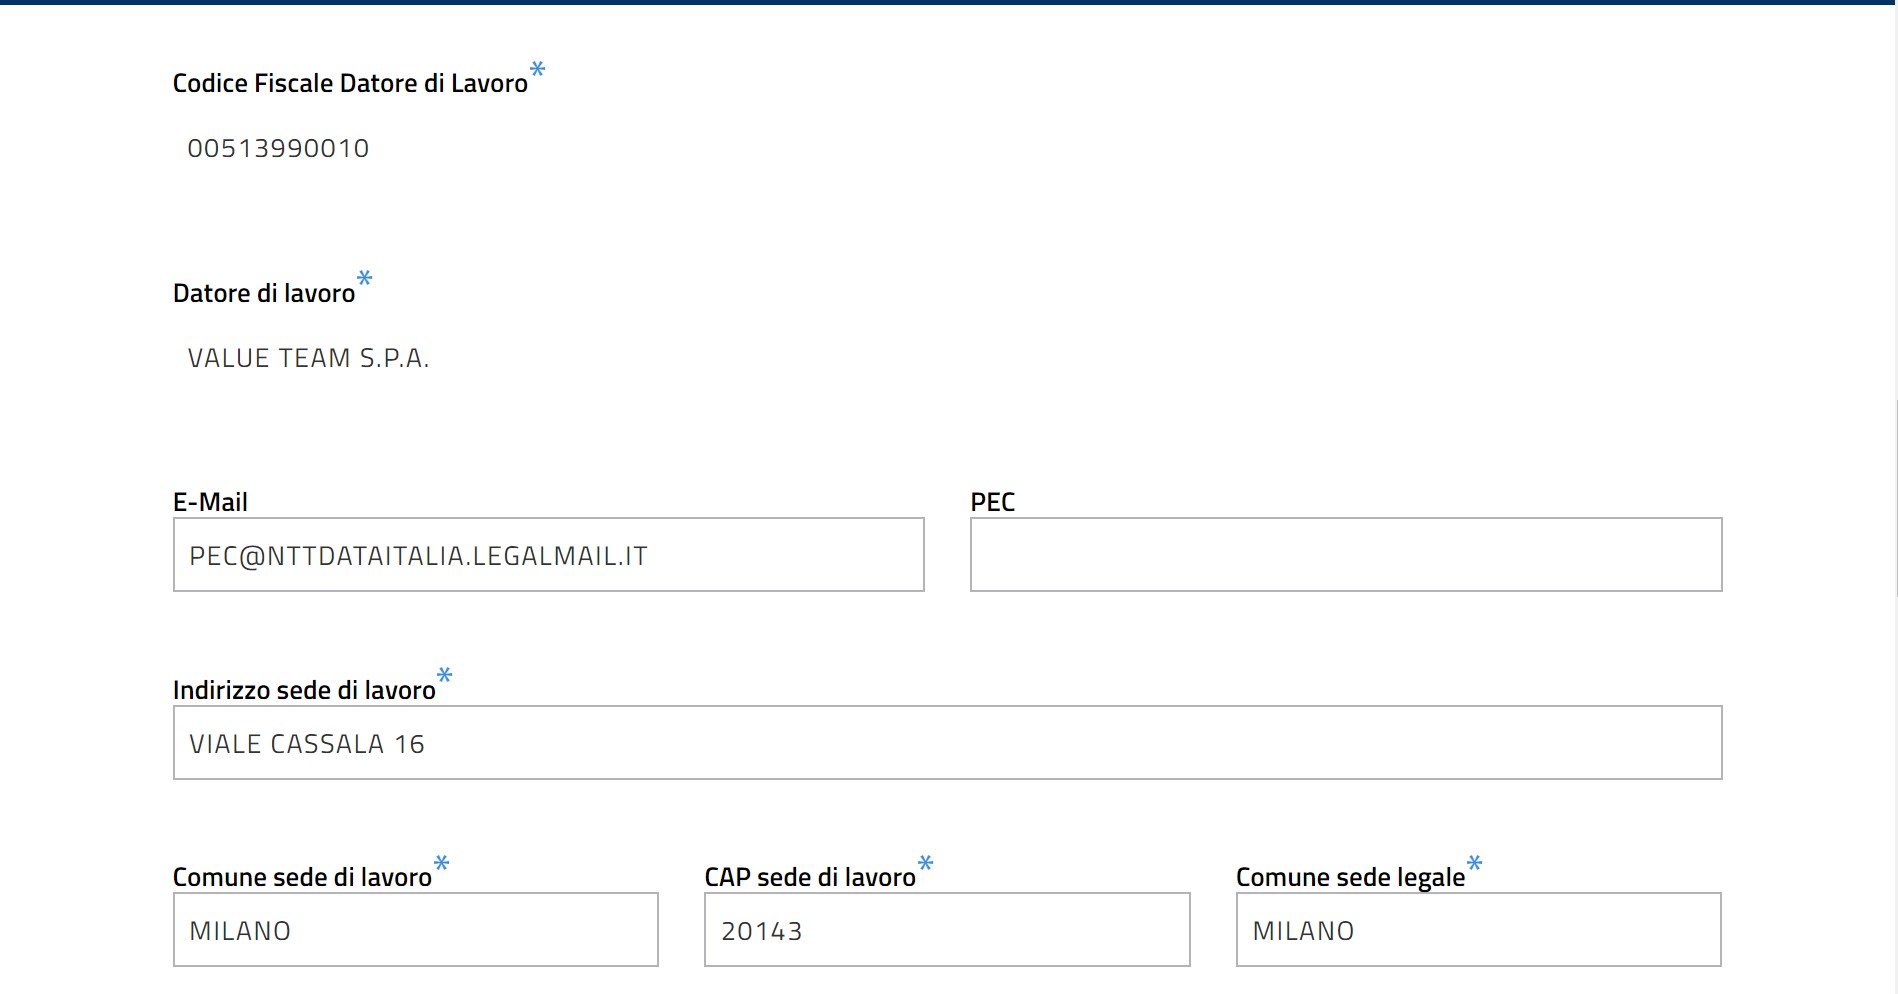 Codice Fiscale Datore di Lavoro*
00513990010
Datore di lavoro*
VALUE TEAM S.P.A.
E-Mail
PEC
PEC@NTTDATAITALIA.LEGALMAIL.IT
Indirizzo sede di lavoro*
VIALE CASSALA 16
Comune sede di lavoro*
CAP sede di lavoro*
Comune sede legale*
MILANO
20143
MILANO